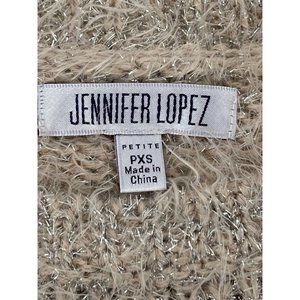 JENNIFER LOPEZ
PETITE
PXS
Made in
China